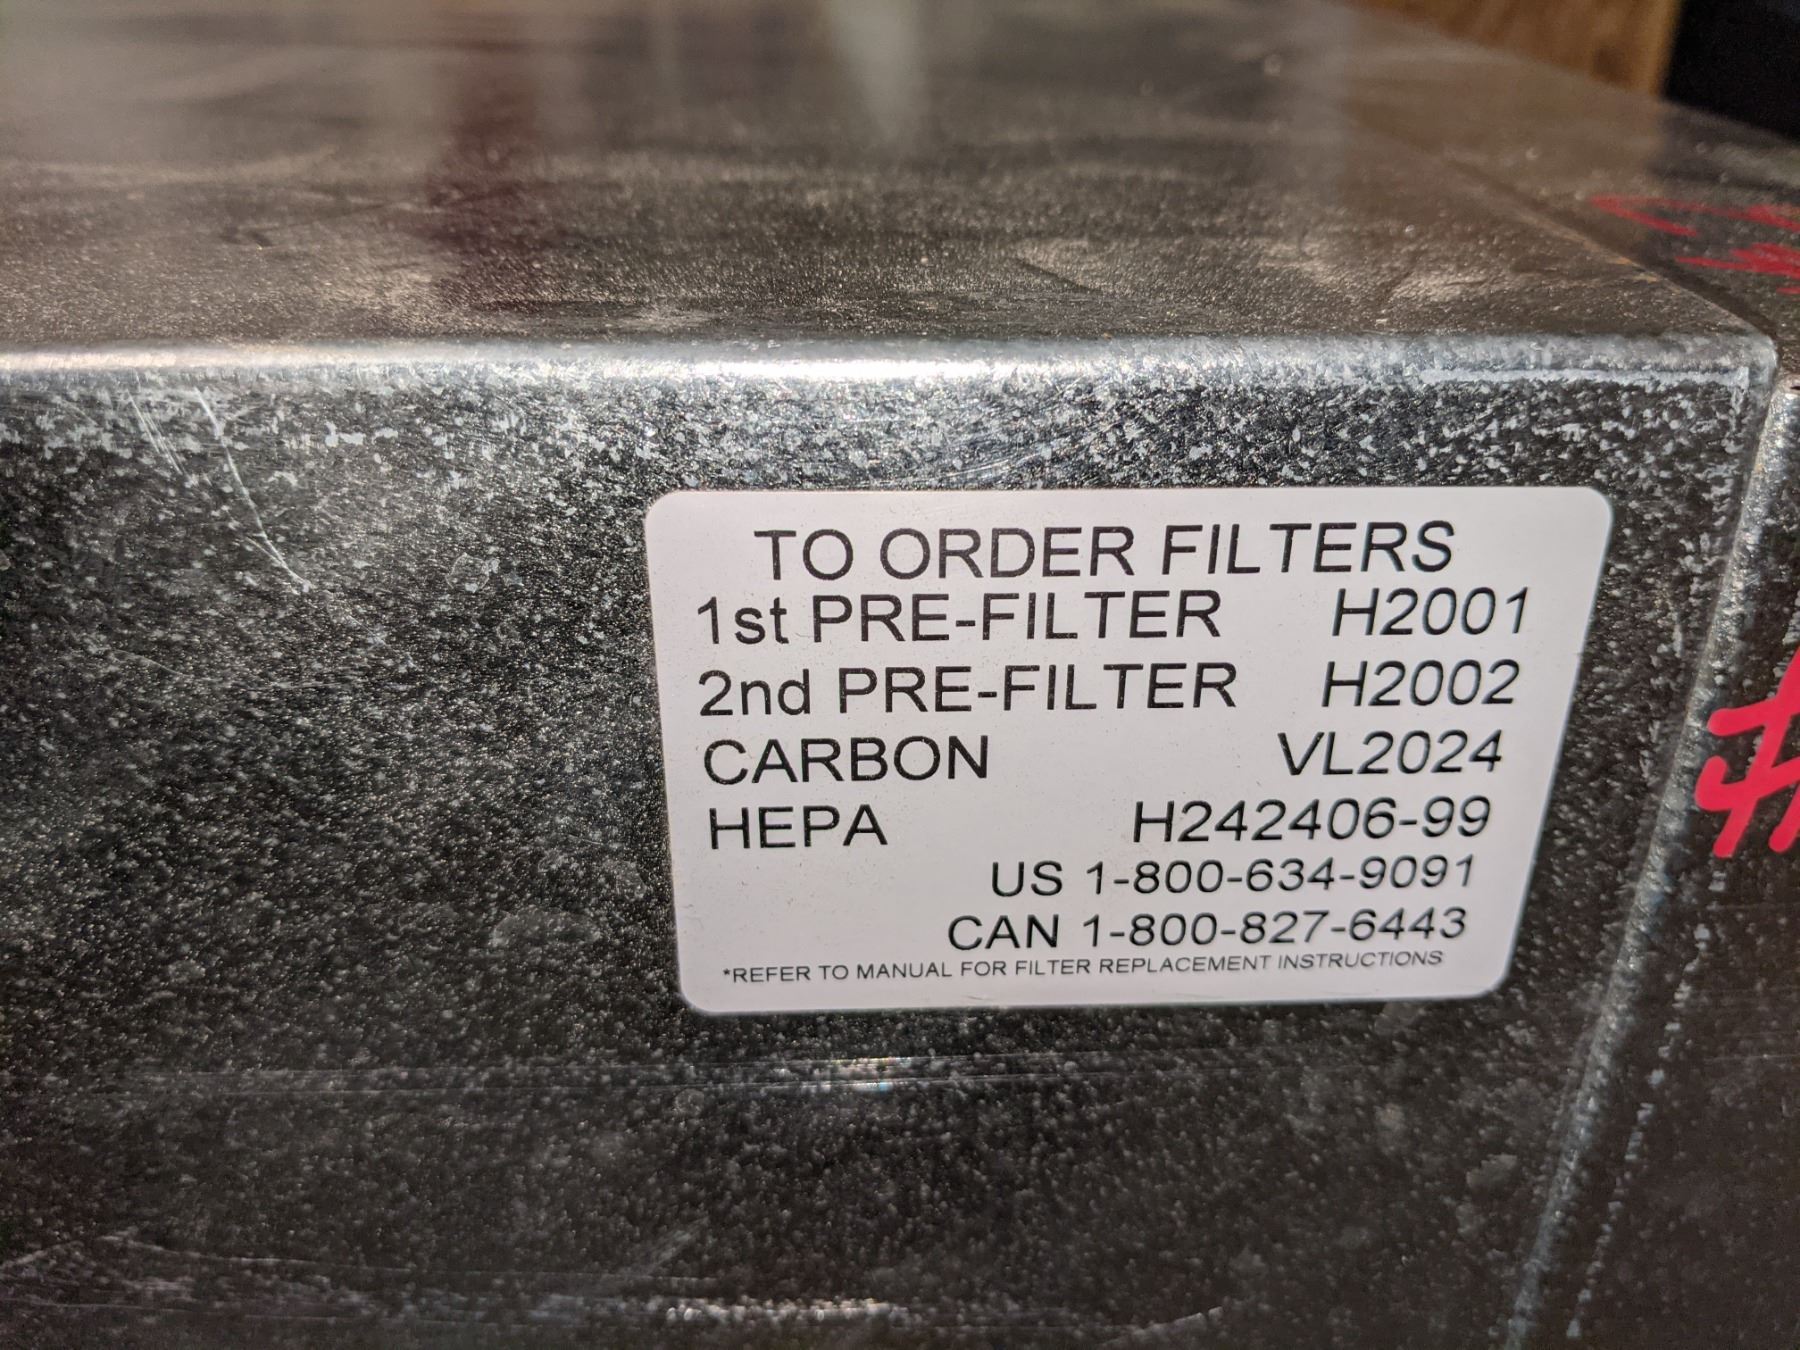 TO ORDER FILTERS
1st PRE-FILTER H2001
2nd PRE-FILTER H2002
CARBON VL2024
HEPA H242406-99
US 1-800-634-9091
CAN 1-800-827-6443
*REFER TO MANUAL FOR FILTER REPLACEMENT INSTRUCTIONS